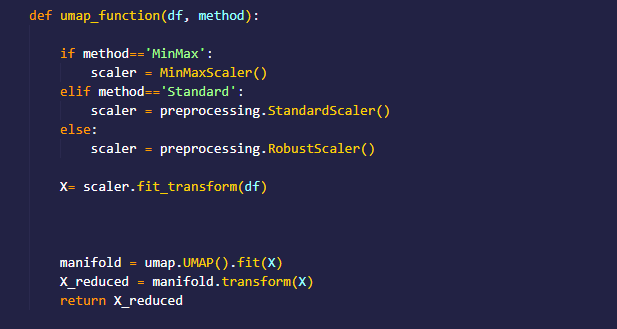 def umap_function(df, method):
if method=='MinMax':
scaler = MinMaxScaler()
elif method=='Standard':
scaler = preprocessing.StandardScaler()
else:
scaler = preprocessing.RobustScaler()
X= scaler.fit_transform(df)
manifold = umap.UMAP().fit(X)
X_reduced = manifold.transform(X)
return X_reduced